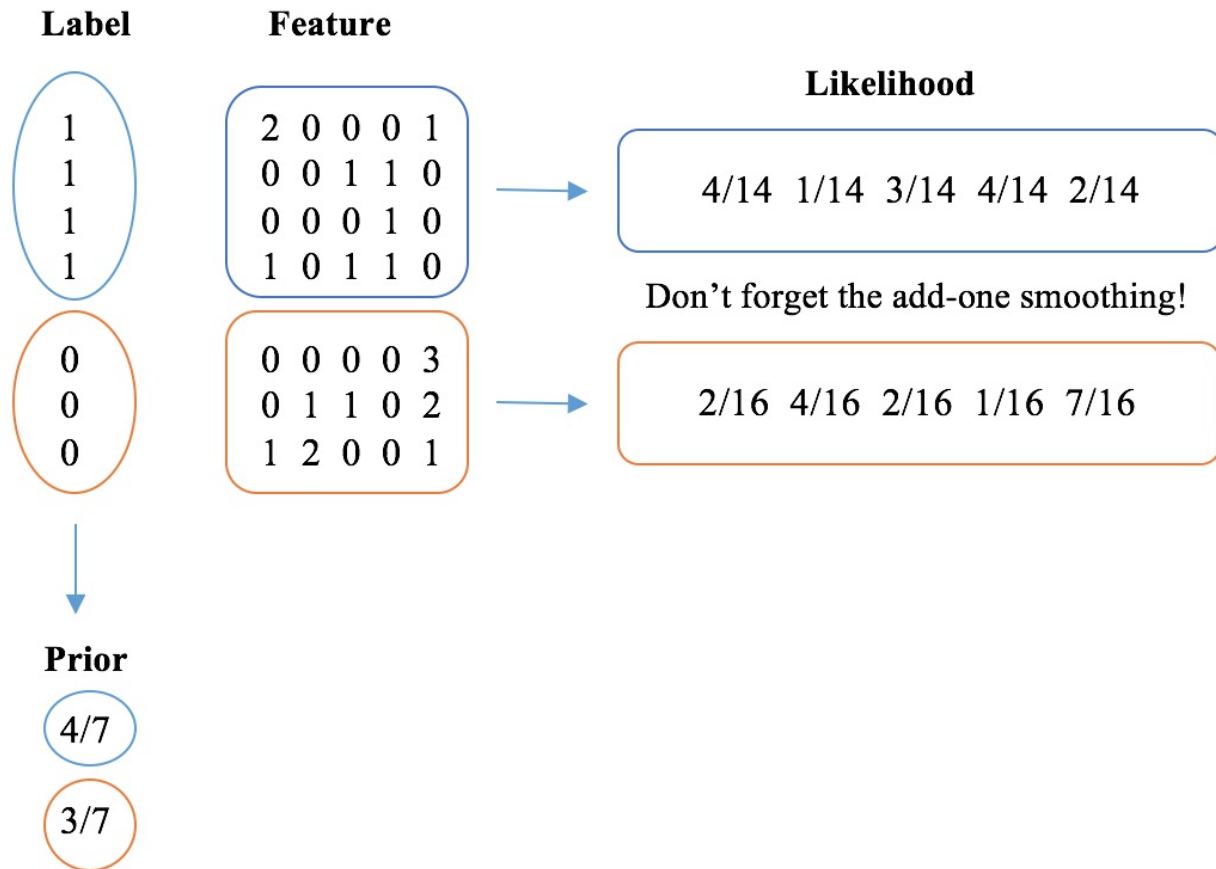 Label Feature
Likelihood
1 2 0 0 0 1
1 0 0 1 1 0
1 0 0 0 1 0
1 1 0 1 1 0
4/14 1/14 3/14 4/14 2/14
Don’t forget the add-one smoothing!
0 0 0 0 0 3
0 0 1 1 0 2
0 1 2 0 0 1
2/16 4/16 2/16 1/16 7/16
Prior
4/7
3/7